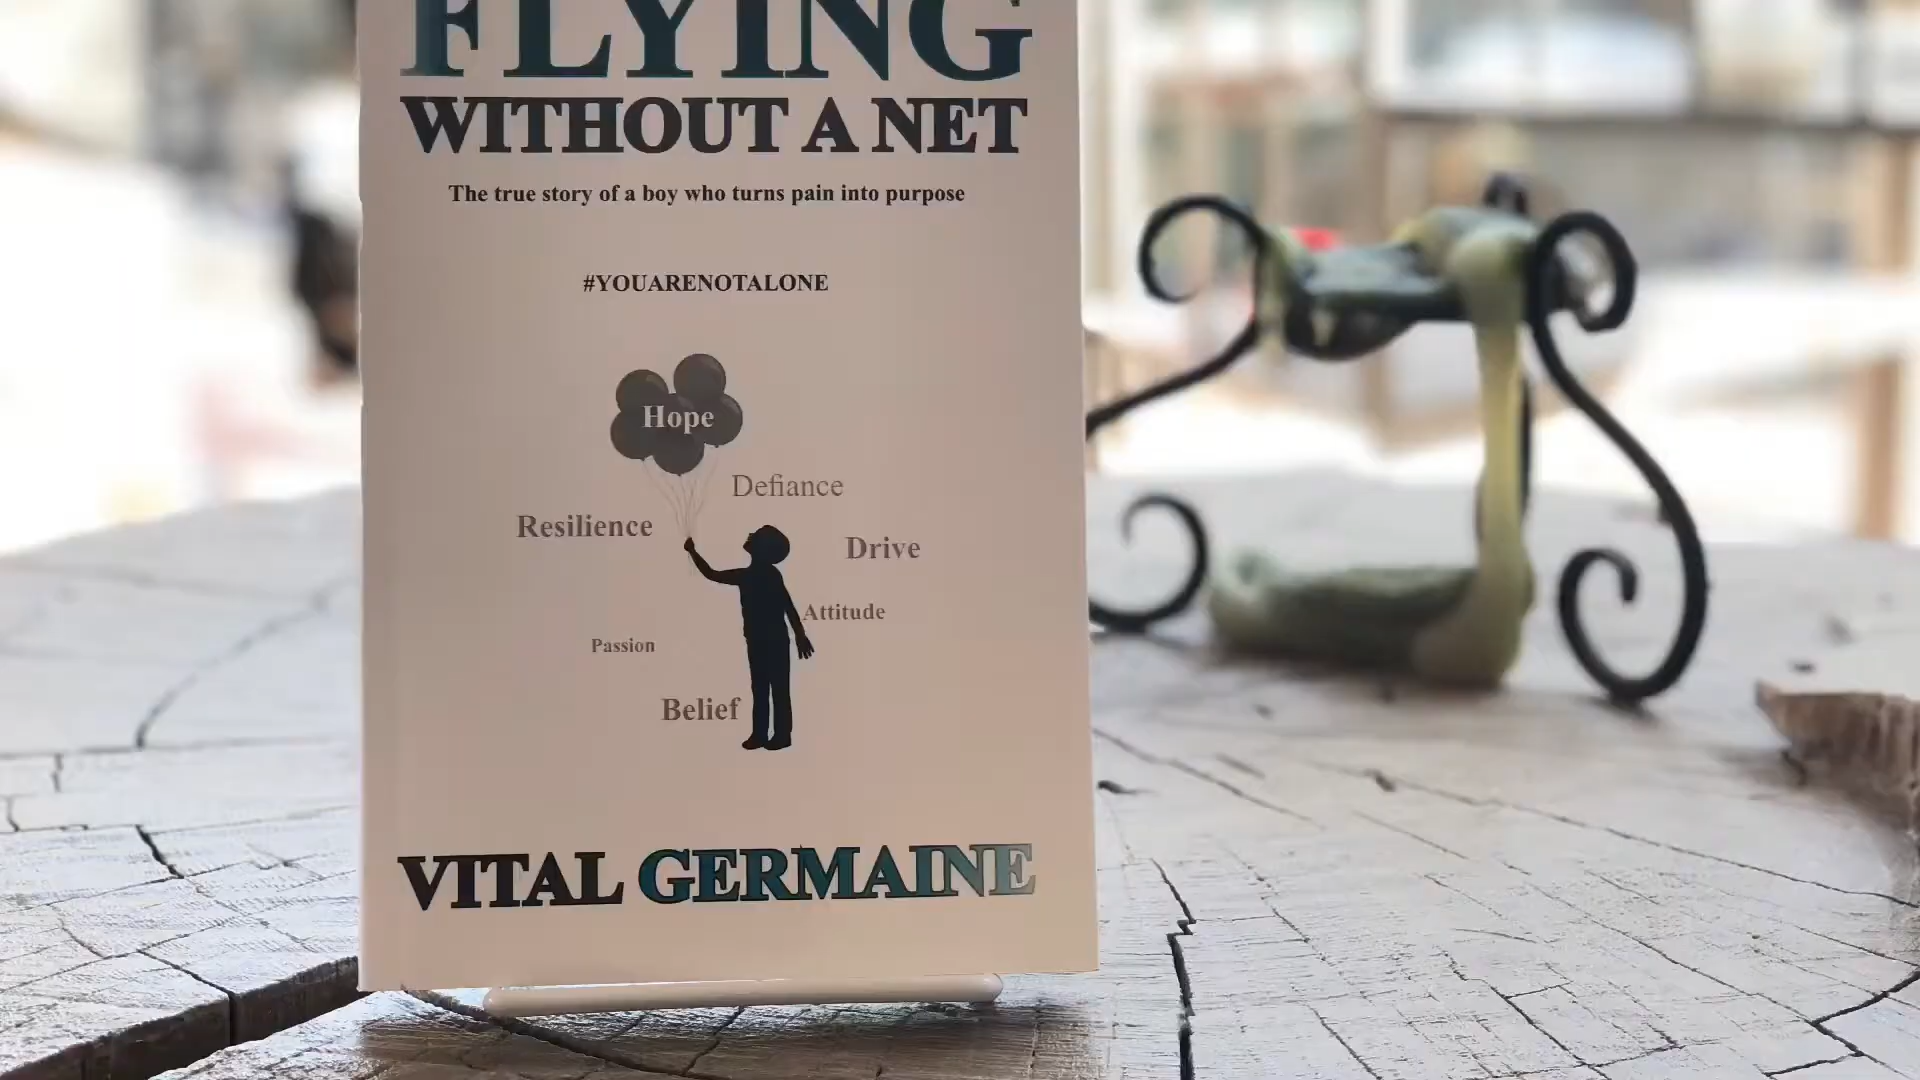 FLYING
WITHOUT A NET
The true story of a boy who turns pain into purpose
#YOUARENOTALONE
Hope
Defiance
Resilience
Drive
Attitude
Passion
Belief
VITAL GERMAINE